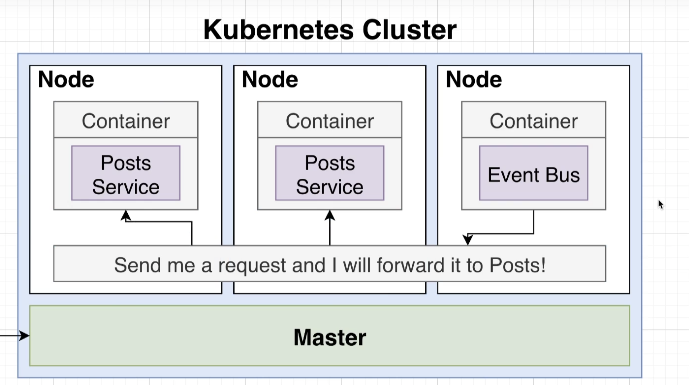 Kubernetes Cluster
Node
Node
Node
Container
Container
Container
Posts
Service
Posts
Service
Event Bus
Send me a request and I will forward it to Posts!
Master